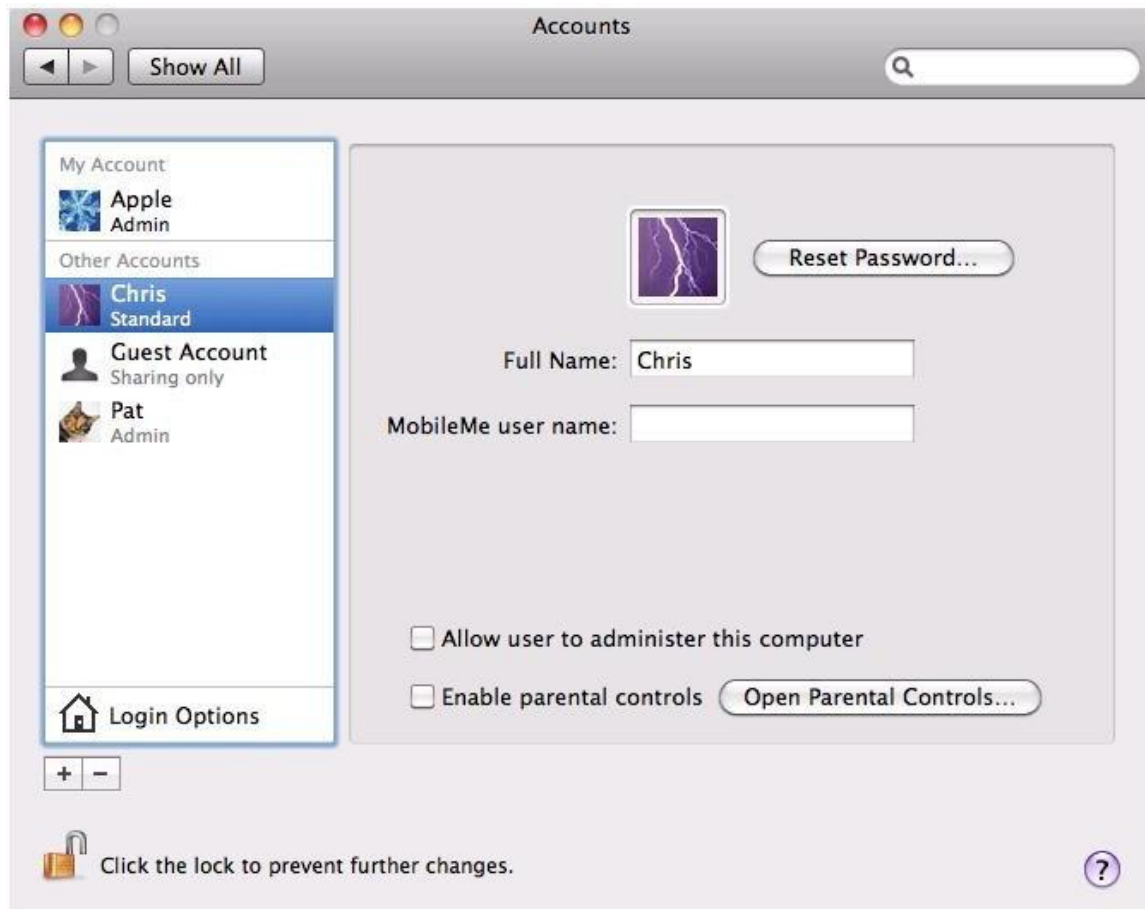 Accounts
Show All
My Account
Apple
Admin
Other Accounts
Chris
Standard
Guest Account
Sharing only
Pat
Admin
Login Options
Reset Password...
Full Name: Chris
MobileMe user name:
Allow user to administer this computer
Enable parental controls Open Parental Controls...
+ −
Click the lock to prevent further changes.
?